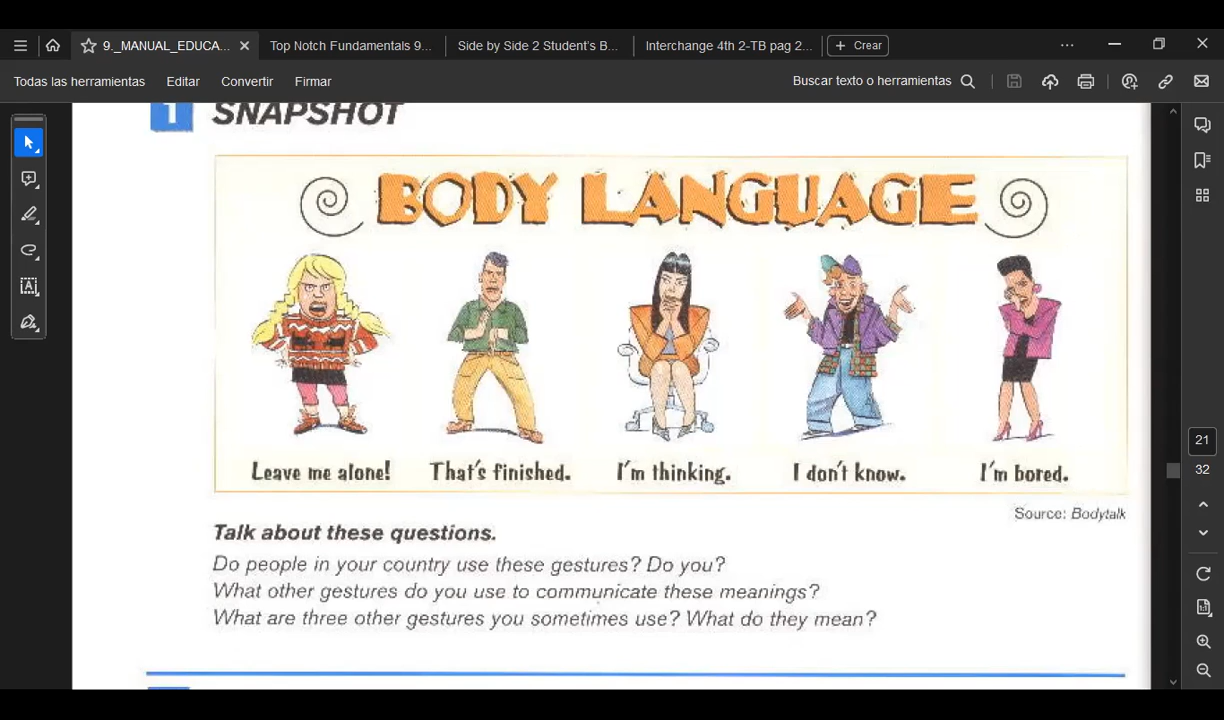 9._MANUAL_EDUCA...
Top Notch Fundamentals 9...
Side by Side 2 Student's B...
Interchange 4th 2-TB pag 2...
+ Crear
Todas las herramientas
Editar
Convertir
Firmar
Buscar texto o herramientas
1 SNAPSHOT
BODY LANGUAGE
Leave me alone!
That's finished.
I'm thinking.
I don't know.
I'm bored.
Source: Bodytalk
Talk about these questions.
Do people in your country use these gestures? Do you?
What other gestures do you use to communicate these meanings?
What are three other gestures you sometimes use? What do they mean?
21
32